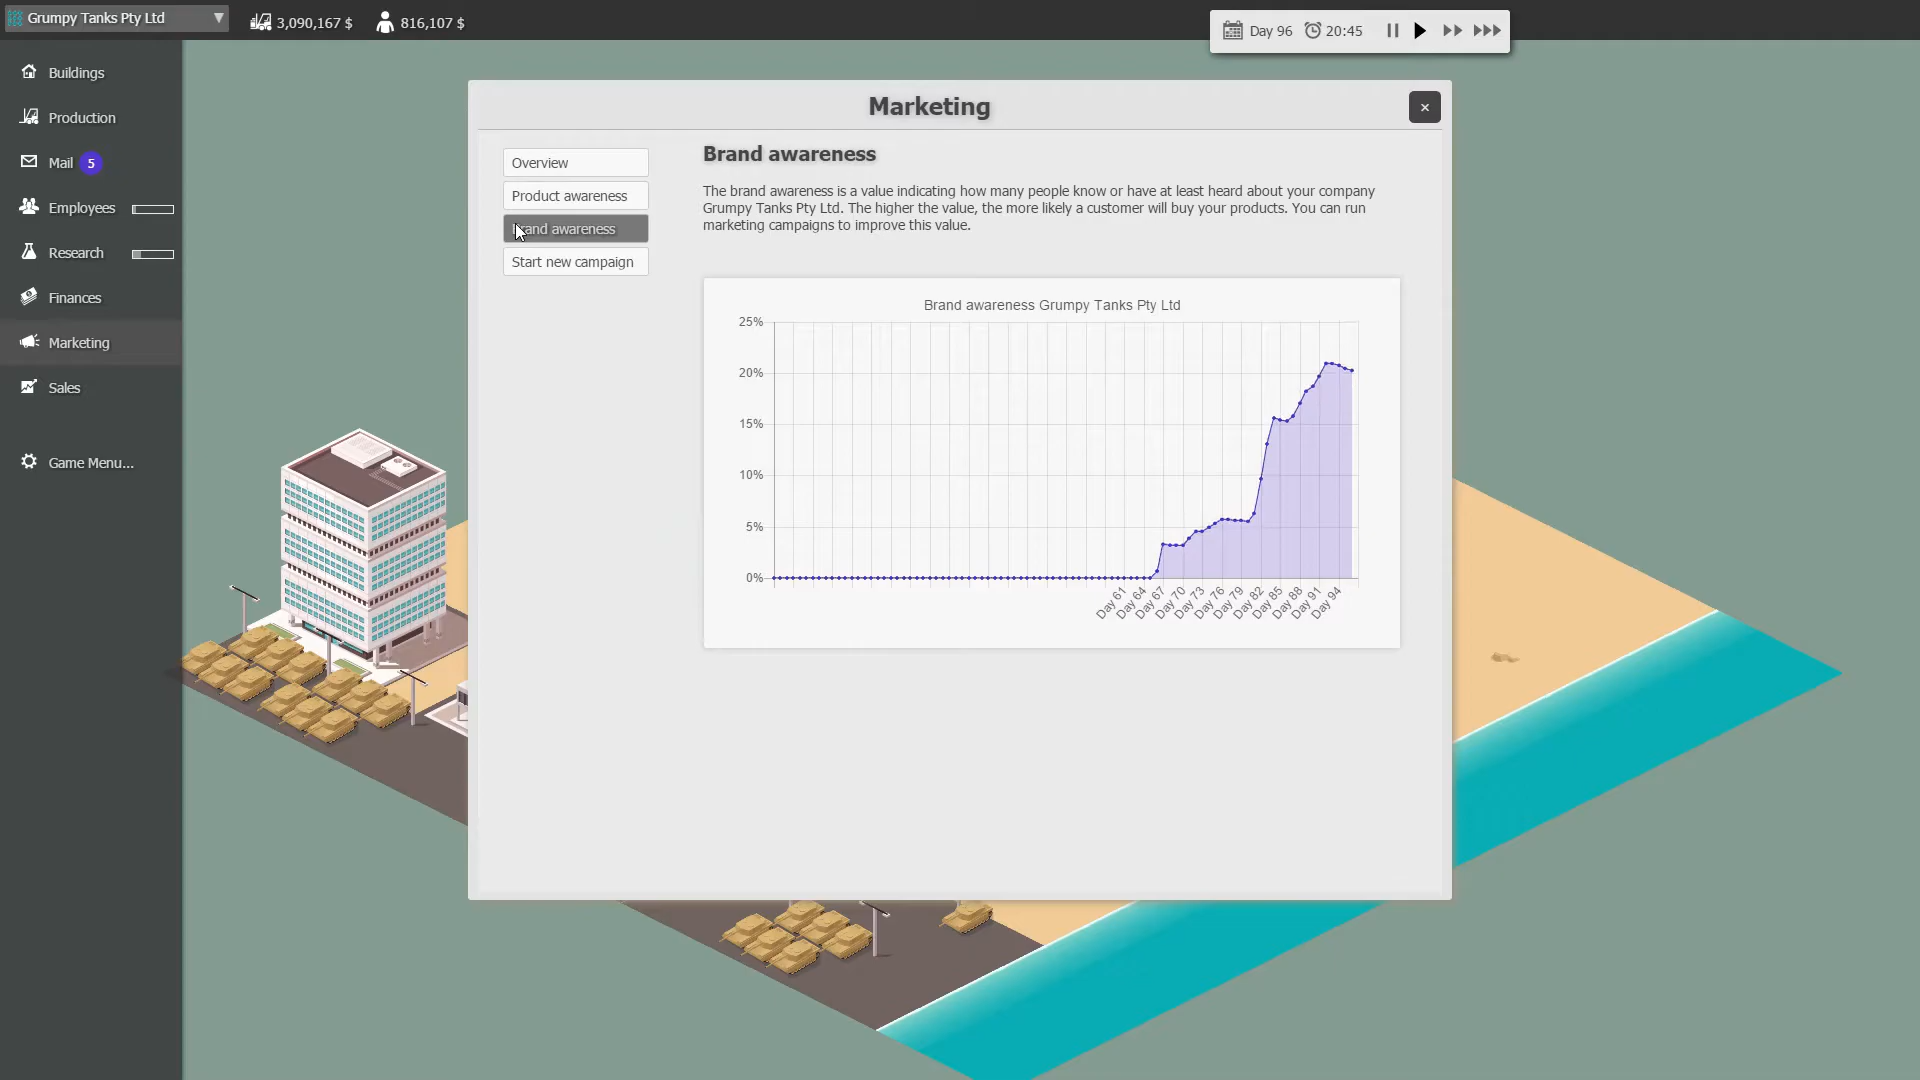 Grumpy Tanks Pty Ltd
3,090,167 $
816,107 $
Day 96
20:45
Buildings
Production
Mail 5
Employees
Research
Finances
Marketing
Sales
Game Menu...
Marketing
×
Overview
Product awareness
Brand awareness
Start new campaign
Brand awareness
The brand awareness is a value indicating how many people know or have at least heard about your company
Grumpy Tanks Pty Ltd. The higher the value, the more likely a customer will buy your products. You can run
marketing campaigns to improve this value.
Brand awareness Grumpy Tanks Pty Ltd
25%
20%
15%
10%
5%
0%
Day 61
Day 64
Day 67
Day 70
Day 73
Day 76
Day 79
Day 82
Day 85
Day 88
Day 91
Day 94